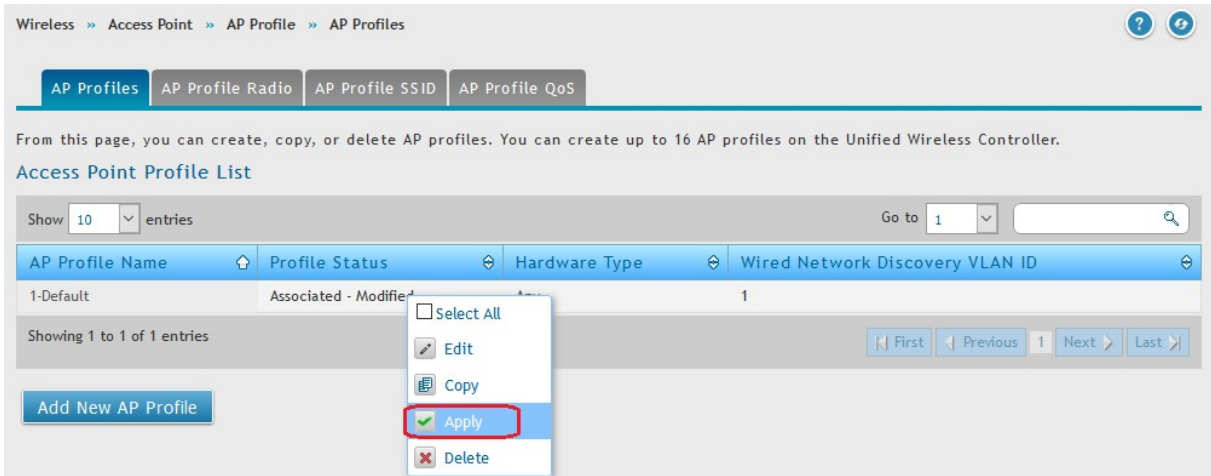 Wireless » Access Point » AP Profile » AP Profiles
?
AP Profiles AP Profile Radio AP Profile SSID AP Profile QoS
From this page, you can create, copy, or delete AP profiles. You can create up to 16 AP profiles on the Unified Wireless Controller.
Access Point Profile List
Show 10 entries Go to 1
AP Profile Name Profile Status Hardware Type Wired Network Discovery VLAN ID
1-Default Associated - Modified 1
Select All
Showing 1 to 1 of 1 entries First Previous 1 Next Last
Edit
Copy
Add New AP Profile
Apply
Delete